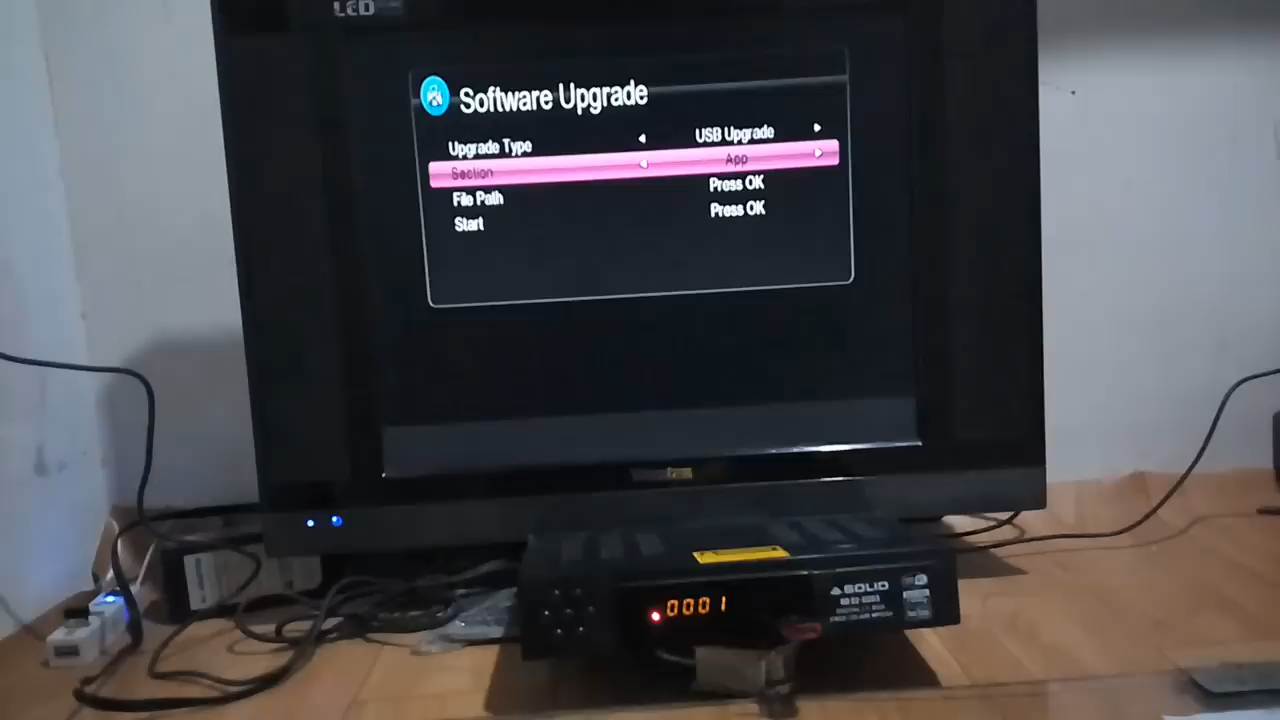 LED
Software Upgrade
Upgrade Type USB Upgrade
Section App
File Path Press OK
Start Press OK
0001
SOLID